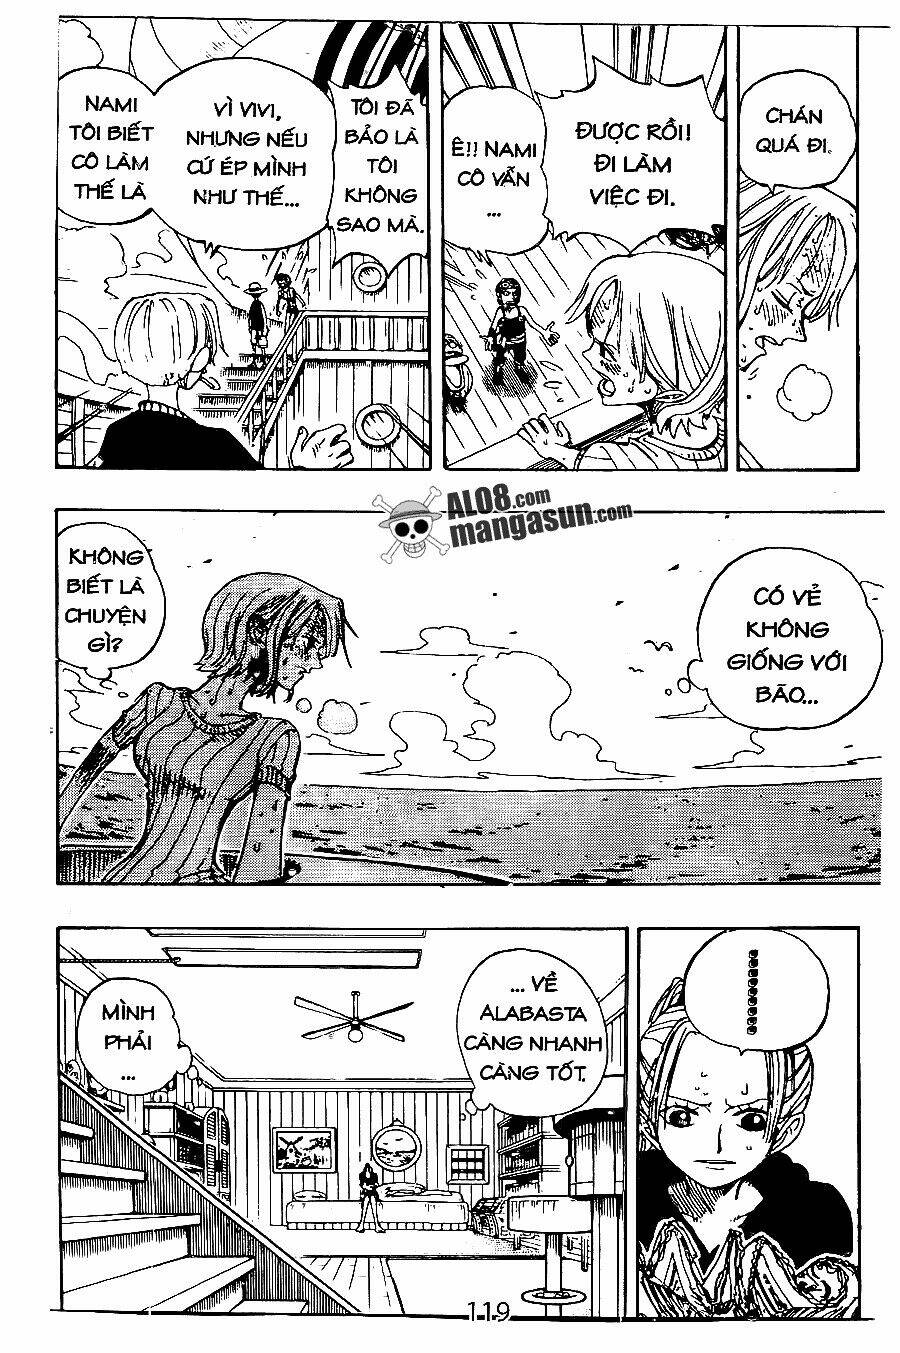 CHÁN
QUÁ ĐI.
ĐƯỢC RỒI!
ĐI LÀM
VIỆC ĐI.
Ê!! NAMI
CÔ VẪN
...
TÔI ĐÃ
BẢO LÀ
TÔI
KHÔNG
SAO MÀ.
VÌ VIVI,
NHƯNG NẾU
CỨ ÉP MÌNH
NHƯ THẾ...
NAMI
TÔI BIẾT
CÔ LÀM
THẾ LÀ
AL08.com
mangasun.com
CÓ VẺ
KHÔNG
GIỐNG VỚI
BÃO...
KHÔNG
BIẾT LÀ
CHUYỆN
GÌ?
.........
... VỀ
ALABASTA
CÀNG NHANH
CÀNG TỐT.
MÌNH
PHẢI
...
119